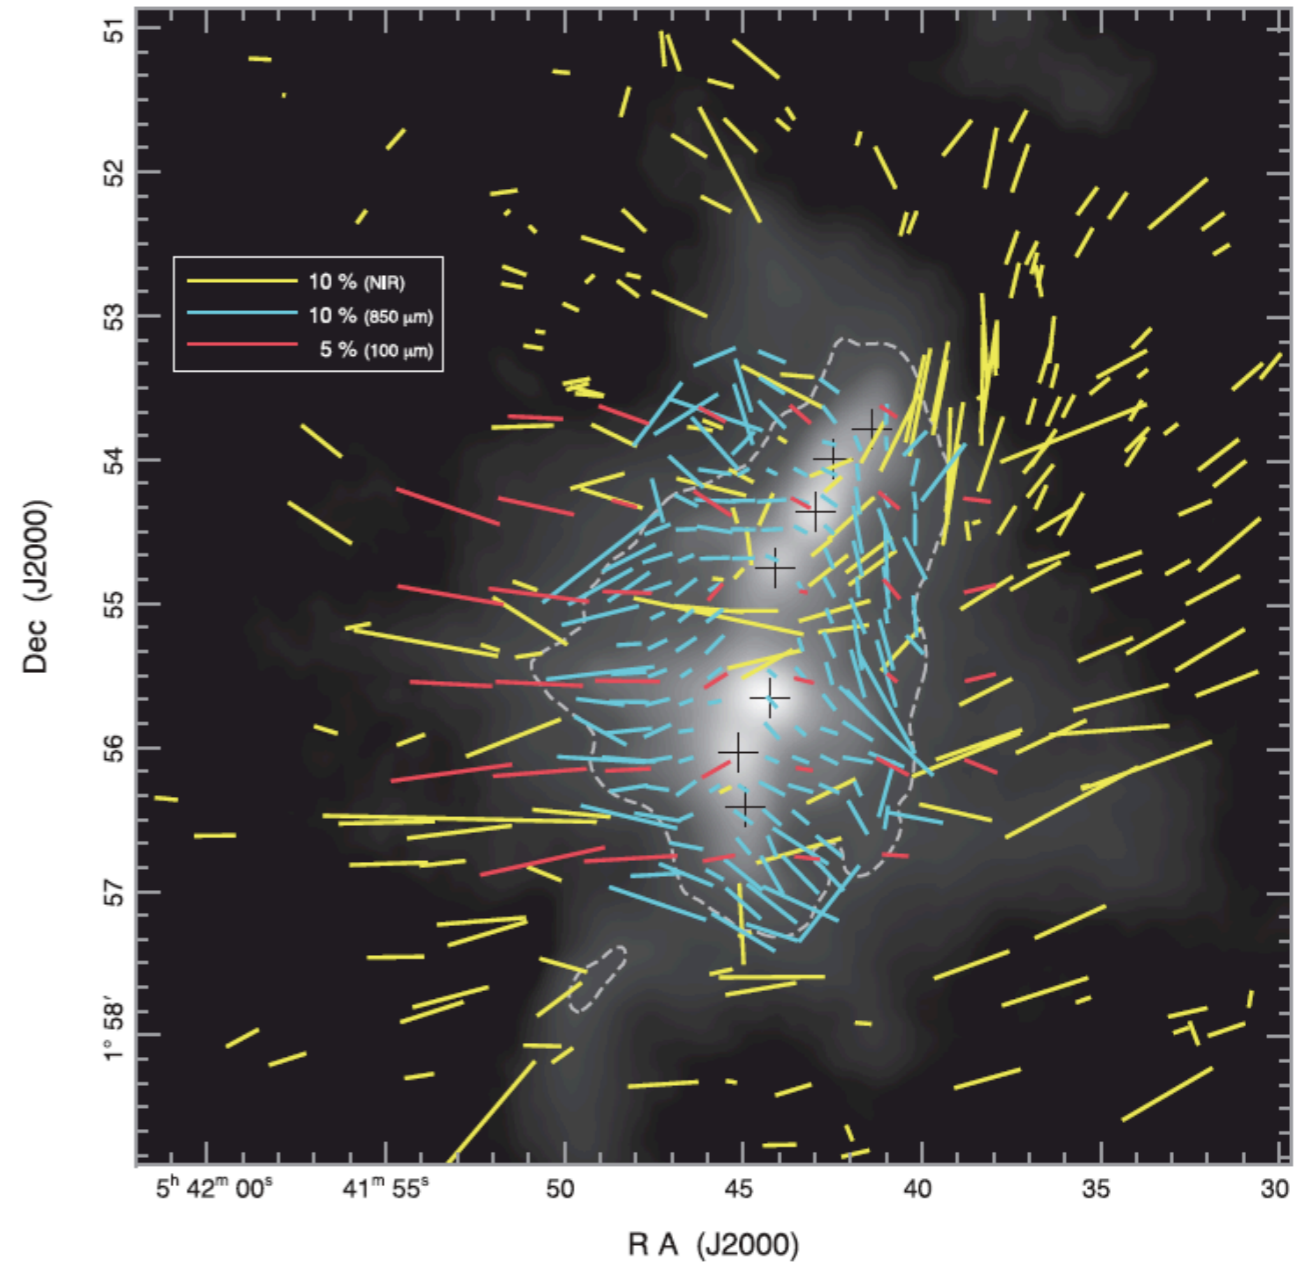 51
52
53
54
55
56
57
1° 58′
Dec (J2000)
10 % (NIR)
10 % (850 μm)
5 % (100 μm)
5ʰ 42ᵐ 00ˢ 41ᵐ 55ˢ 50 45 40 35 30
R A (J2000)